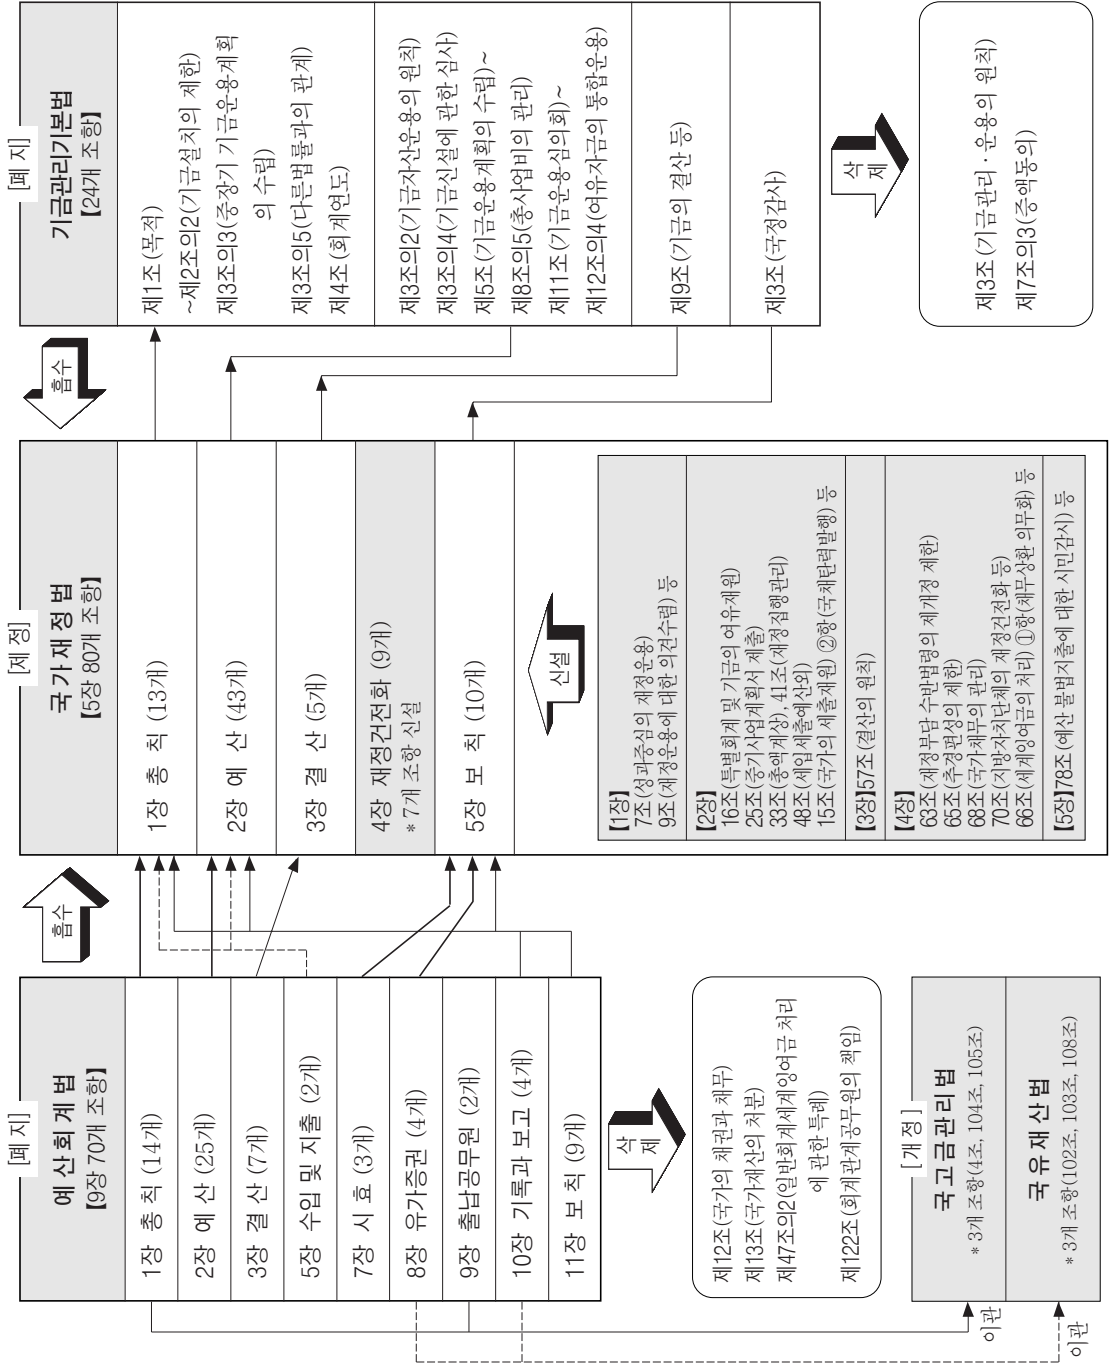 [폐 지]
예 산 회 계 법
【9장 70개 조항】
1장 총 칙 (14개)
2장 예 산 (25개)
3장 결 산 (7개)
5장 수입 및 지출 (2개)
7장 시 효 (3개)
8장 유가증권 (4개)
9장 출납공무원 (2개)
10장 기록과 보고 (4개)
11장 보 칙 (9개)
삭
제
제12조(국가의 채권과 채무)
제13조(국가재산의 처분)
제47조의2(일반회계세계잉여금 처리
에 관한 특례)
제122조(회계관계공무원의 책임)
[개 정]
국 고 금 관 리 법
* 3개 조항(4조, 104조, 105조)
국 유 재 산 법
* 3개 조항(102조, 103조, 108조)
이관
이관
흡수
[제 정]
국 가 재 정 법
【5장 80개 조항】
1장 총 칙 (13개)
2장 예 산 (43개)
3장 결 산 (5개)
4장 재정건전화 (9개)
* 7개 조항 신설
5장 보 칙 (10개)
신설
【1장】
7조(성과중심의 재정운용)
9조(재정운용에 대한 의견수렴) 등
【2장】
16조(특별회계 및 기금의 여유재원)
25조(중기사업계획서 제출)
33조(총액계상), 41조(재정집행관리)
48조(세입세출예산외)
15조(국가의 세출재원) ②항(국채탄력발행) 등
【3장】57조(결산의 원칙)
【4장】
63조(재정부담 수반법령의 제개정 제한)
65조(추경편성의 제한)
68조(국가채무의 관리)
70조(지방자치단체의 재정건전화 등)
66조(세계잉여금의 처리) ①항(채무상환 의무화) 등
【5장】78조(예산 불법지출에 대한 시민감시) 등
흡수
[폐 지]
기금관리기본법
【24개 조항】
제1조(목적)
~제2조의2(기금설치의 제한)
제3조의3(중장기 기금운용계획
의 수립)
제3조의5(다른법률과의 관계)
제4조(회계연도)
제3조의2(기금자산운용의 원칙)
제3조의4(기금신설에 관한 심사)
제5조(기금운용계획의 수립)~
제8조의5(총사업비의 관리)
제11조(기금운용심의회)~
제12조의4(여유자금의 통합운용)
제9조(기금의 결산 등)
제3조(국정감사)
삭
제
제3조(기금관리 · 운용의 원칙)
제7조의3(증액동의)